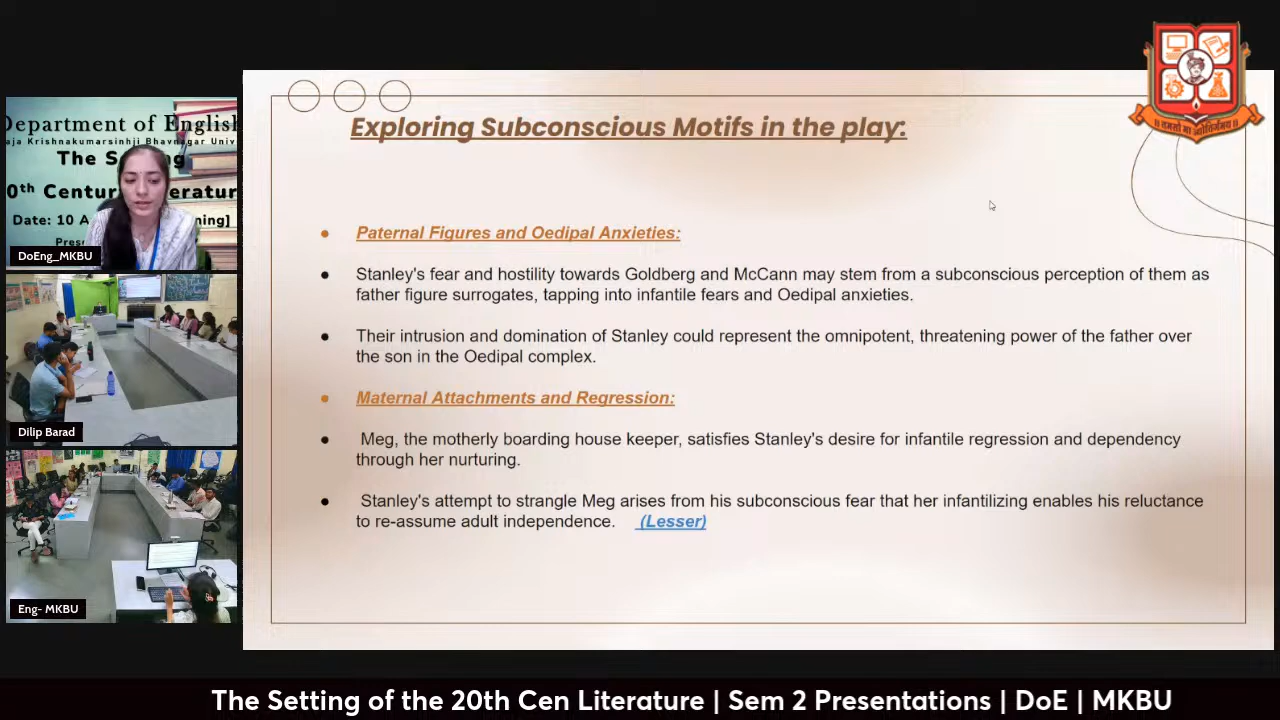 Department of English
aja Krishnakumarsinhji Bhavnagar Univ
The Se ng
0th Centur erature
Date: 10 A ning]
Pres
DoEng_MKBU
Dilip Barad
Eng- MKBU
Exploring Subconscious Motifs in the play:
• Paternal Figures and Oedipal Anxieties:
• Stanley's fear and hostility towards Goldberg and McCann may stem from a subconscious perception of them as
father figure surrogates, tapping into infantile fears and Oedipal anxieties.
• Their intrusion and domination of Stanley could represent the omnipotent, threatening power of the father over
the son in the Oedipal complex.
• Maternal Attachments and Regression:
• Meg, the motherly boarding house keeper, satisfies Stanley's desire for infantile regression and dependency
through her nurturing.
• Stanley's attempt to strangle Meg arises from his subconscious fear that her infantilizing enables his reluctance
to re-assume adult independence. (Lesser)
|| तमसो मा ज्योतिर्गमय ||
The Setting of the 20th Cen Literature | Sem 2 Presentations | DoE | MKBU